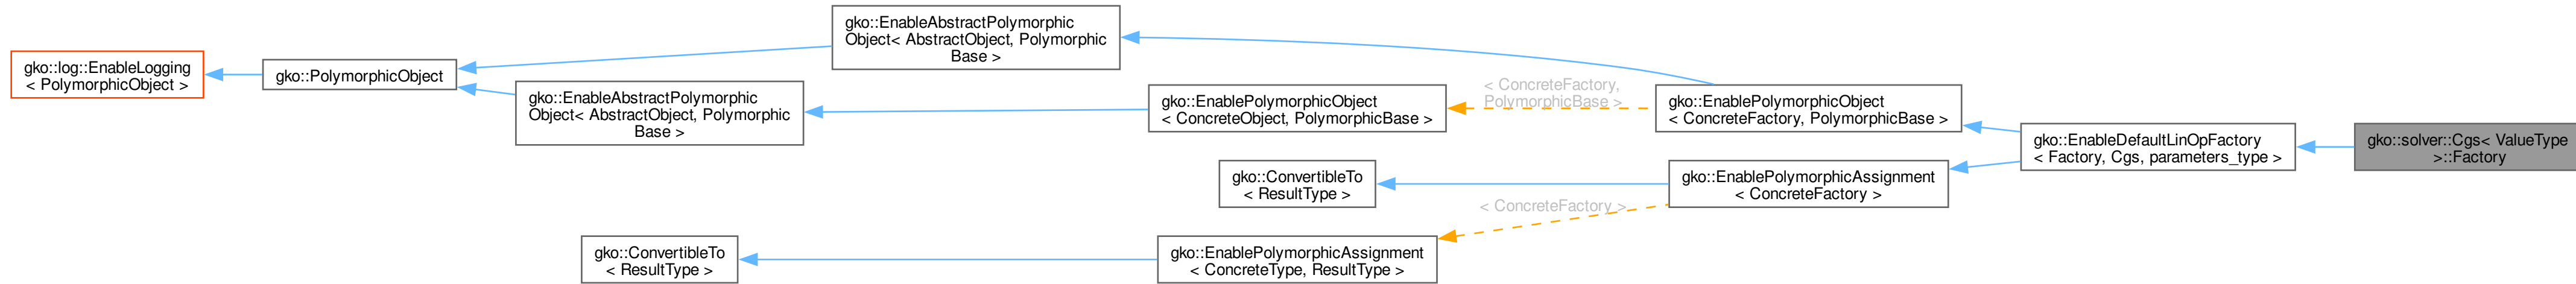 gko::log::EnableLogging
< PolymorphicObject >
gko::PolymorphicObject
gko::EnableAbstractPolymorphic
Object< AbstractObject, Polymorphic
Base >
gko::EnableAbstractPolymorphic
Object< AbstractObject, Polymorphic
Base >
gko::EnablePolymorphicObject
< ConcreteObject, PolymorphicBase >
< ConcreteFactory,
PolymorphicBase >
gko::EnablePolymorphicObject
< ConcreteFactory, PolymorphicBase >
gko::ConvertibleTo
< ResultType >
gko::EnablePolymorphicAssignment
< ConcreteFactory >
< ConcreteFactory >
gko::ConvertibleTo
< ResultType >
gko::EnablePolymorphicAssignment
< ConcreteType, ResultType >
gko::EnableDefaultLinOpFactory
< Factory, Cgs, parameters_type >
gko::solver::Cgs< ValueType
>::Factory